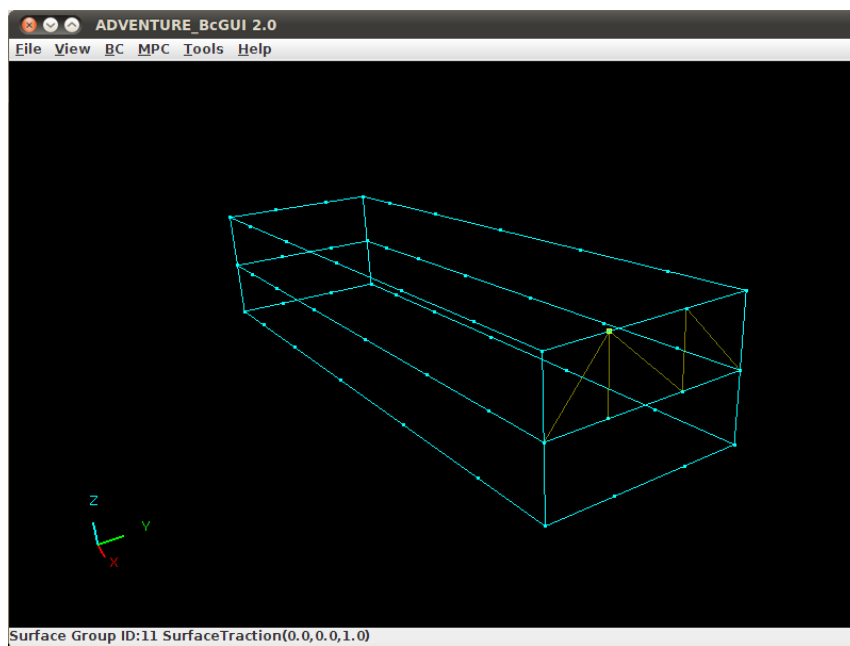 ADVENTURE_BcGUI 2.0
File View BC MPC Tools Help
Z
Y
X
Surface Group ID:11 SurfaceTraction(0.0,0.0,1.0)